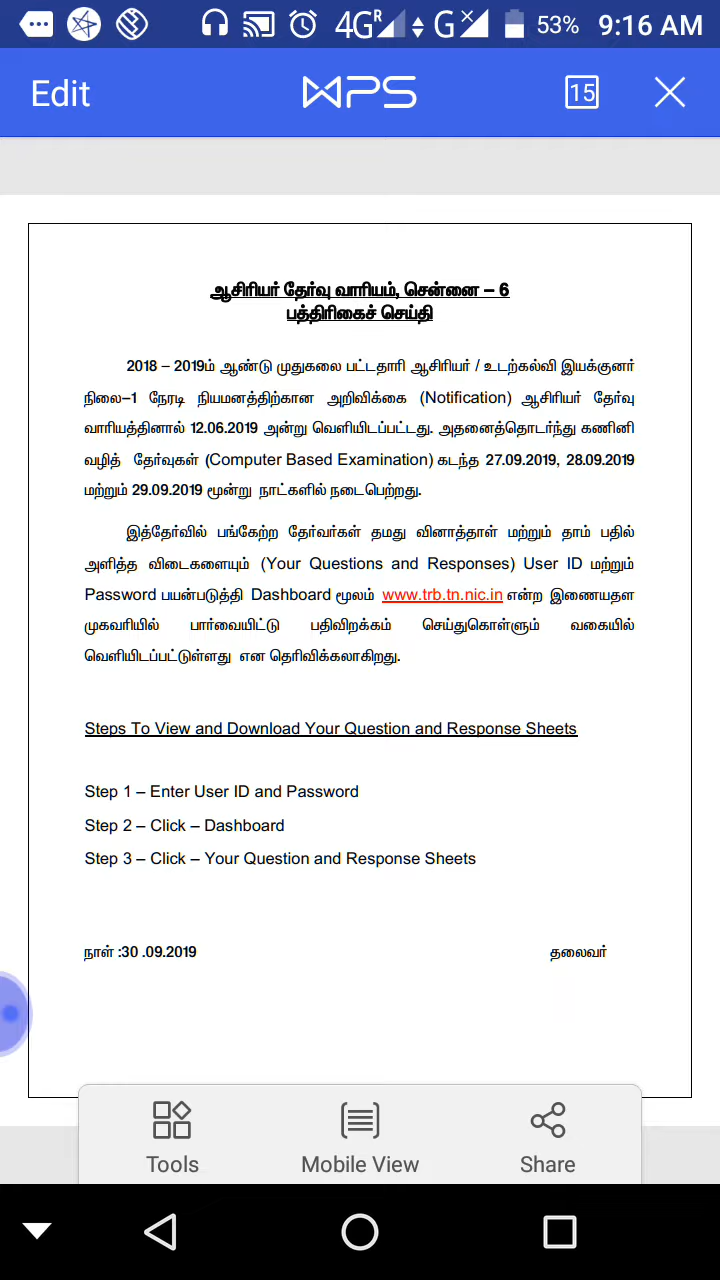 4G R G 53% 9:16 AM
Edit WPS 15
ஆசிரியர் தேர்வு வாரியம், சென்னை – 6
பத்திரிகைச் செய்தி
2018 – 2019ம் ஆண்டு முதுகலை பட்டதாரி ஆசிரியர் / உடற்கல்வி இயக்குனர்
நிலை–1 நேரடி நியமனத்திற்கான அறிவிக்கை (Notification) ஆசிரியர் தேர்வு
வாரியத்தினால் 12.06.2019 அன்று வெளியிடப்பட்டது. அதனைத்தொடர்ந்து கணினி
வழித் தேர்வுகள் (Computer Based Examination) கடந்த 27.09.2019, 28.09.2019
மற்றும் 29.09.2019 மூன்று நாட்களில் நடைபெற்றது.
இத்தேர்வில் பங்கேற்ற தேர்வர்கள் தமது வினாத்தாள் மற்றும் தாம் பதில்
அளித்த விடைகளையும் (Your Questions and Responses) User ID மற்றும்
Password பயன்படுத்தி Dashboard மூலம் www.trb.tn.nic.in என்ற இணையதள
முகவரியில் பார்வையிட்டு பதிவிறக்கம் செய்துகொள்ளும் வகையில்
வெளியிடப்பட்டுள்ளது என தெரிவிக்கலாகிறது.
Steps To View and Download Your Question and Response Sheets
Step 1 – Enter User ID and Password
Step 2 – Click – Dashboard
Step 3 – Click – Your Question and Response Sheets
நாள் :30 .09.2019 தலைவர்
Tools Mobile View Share